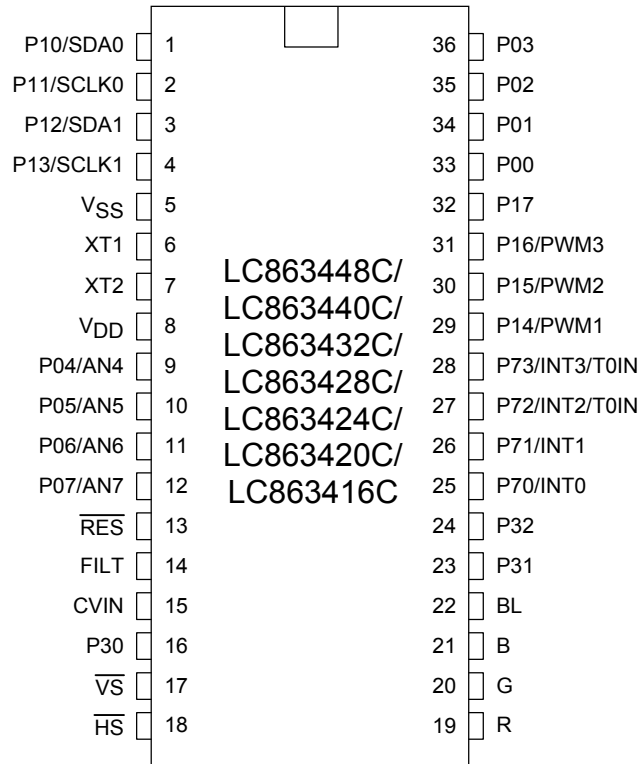 P10/SDA0 1 36 P03
P11/SCLK0 2 35 P02
P12/SDA1 3 34 P01
P13/SCLK1 4 33 P00
VSS 5 32 P17
XT1 6 31 P16/PWM3
XT2 7 30 P15/PWM2
VDD 8 29 P14/PWM1
P04/AN4 9 28 P73/INT3/T0IN
P05/AN5 10 27 P72/INT2/T0IN
P06/AN6 11 26 P71/INT1
P07/AN7 12 25 P70/INT0
RES 13 24 P32
FILT 14 23 P31
CVIN 15 22 BL
P30 16 21 B
VS 17 20 G
HS 18 19 R
LC863448C/
LC863440C/
LC863432C/
LC863428C/
LC863424C/
LC863420C/
LC863416C